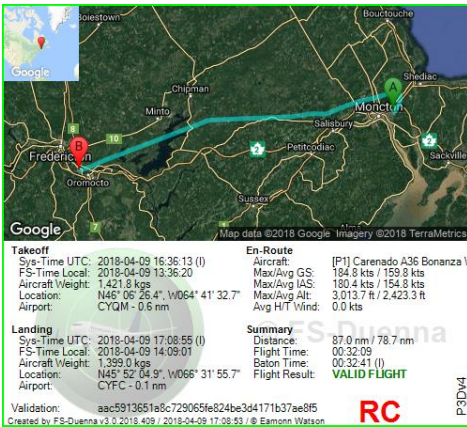 Boiestown
Bouctouche
Google
Shediac
A
Chipman
Moncton
Minto
Salisbury
8
B
10
2
Petitcodiac
Fredericton
2
Sackville
Oromocto
Sussex
7
Alma
Google
Map data ©2018 Google Imagery ©2018 TerraMetrics
Takeoff
Sys-Time UTC: 2018-04-09 16:36:13 (I)
FS-Time Local: 2018-04-09 13:36:20
Aircraft Weight: 1,421.8 kgs
Location: N46° 06' 26.4", W064° 41' 32.7"
Airport: CYQM - 0.6 nm
Landing
Sys-Time UTC: 2018-04-09 17:08:55 (I)
FS-Time Local: 2018-04-09 14:09:01
Aircraft Weight: 1,399.0 kgs
Location: N45° 52' 04.9", W066° 31' 55.7"
Airport: CYFC - 0.1 nm
En-Route
Aircraft: [P1] Carenado A36 Bonanza
Max/Avg GS: 184.8 kts / 159.8 kts
Max/Avg IAS: 180.4 kts / 154.8 kts
Max/Avg Alt: 3,013.7 ft / 2,423.3 ft
Avg H/T Wind: 0.0 kts
© FS-Duenna
Summary
Distance: 87.0 nm / 78.7 nm
Flight Time: 00:32:09
Baton Time: 00:32:41 (I)
Flight Result: VALID FLIGHT
Validation: aac5913651a8c729065fe824be3d4171b37ae8f5
Created by FS-Duenna v3.0.2018.409 / 2018-04-09 17:08:53 / © Eamonn Watson
RC
P3Dv4